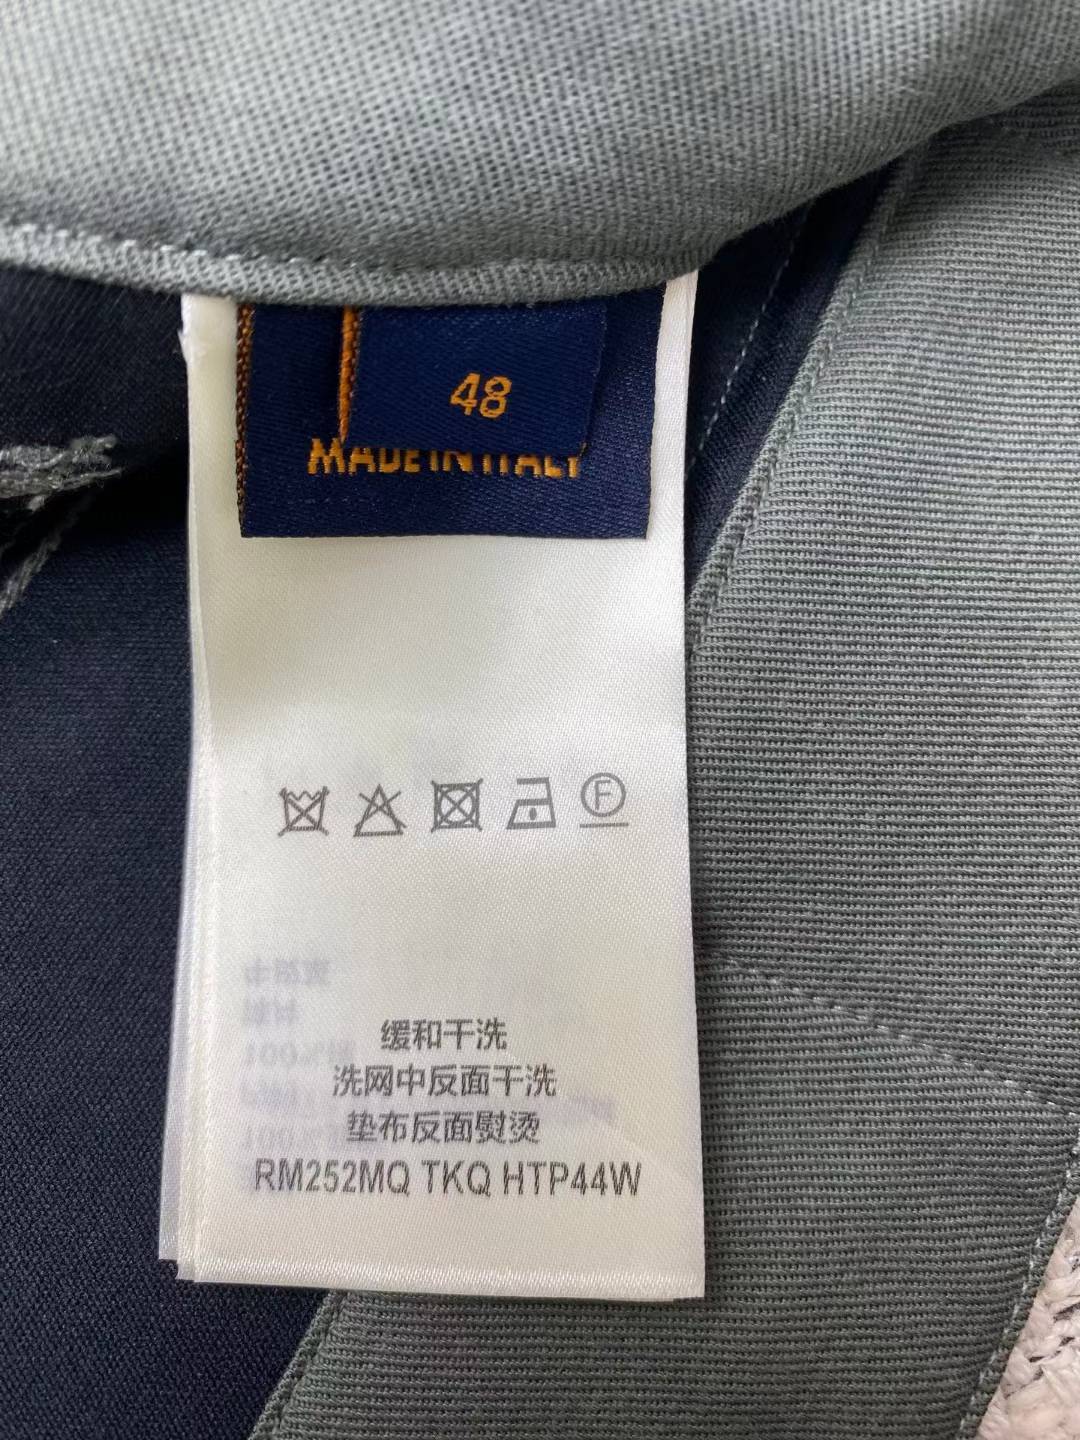 48
MADE IN ITALY
F
缓和干洗
洗网中反面干洗
垫布反面熨烫
RM252MQ TKQ HTP44W